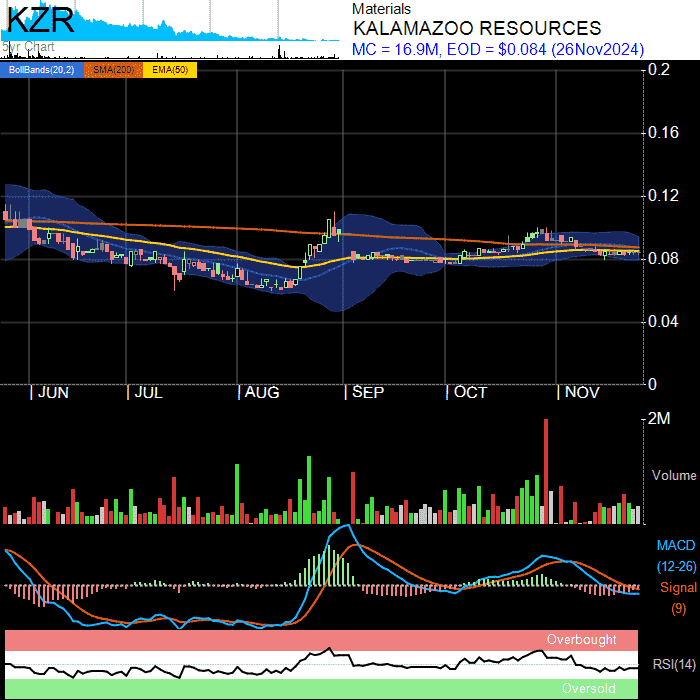 KZR
5yr Chart
Materials
KALAMAZOO RESOURCES
MC = 16.9M, EOD = $0.084 (26Nov2024)
BollBands(20,2) SMA(200) EMA(50)
0.2
0.16
0.12
0.08
0.04
0
JUN JUL AUG SEP OCT NOV
2M
Volume
MACD
(12-26)
Signal
(9)
Overbought
RSI(14)
Oversold